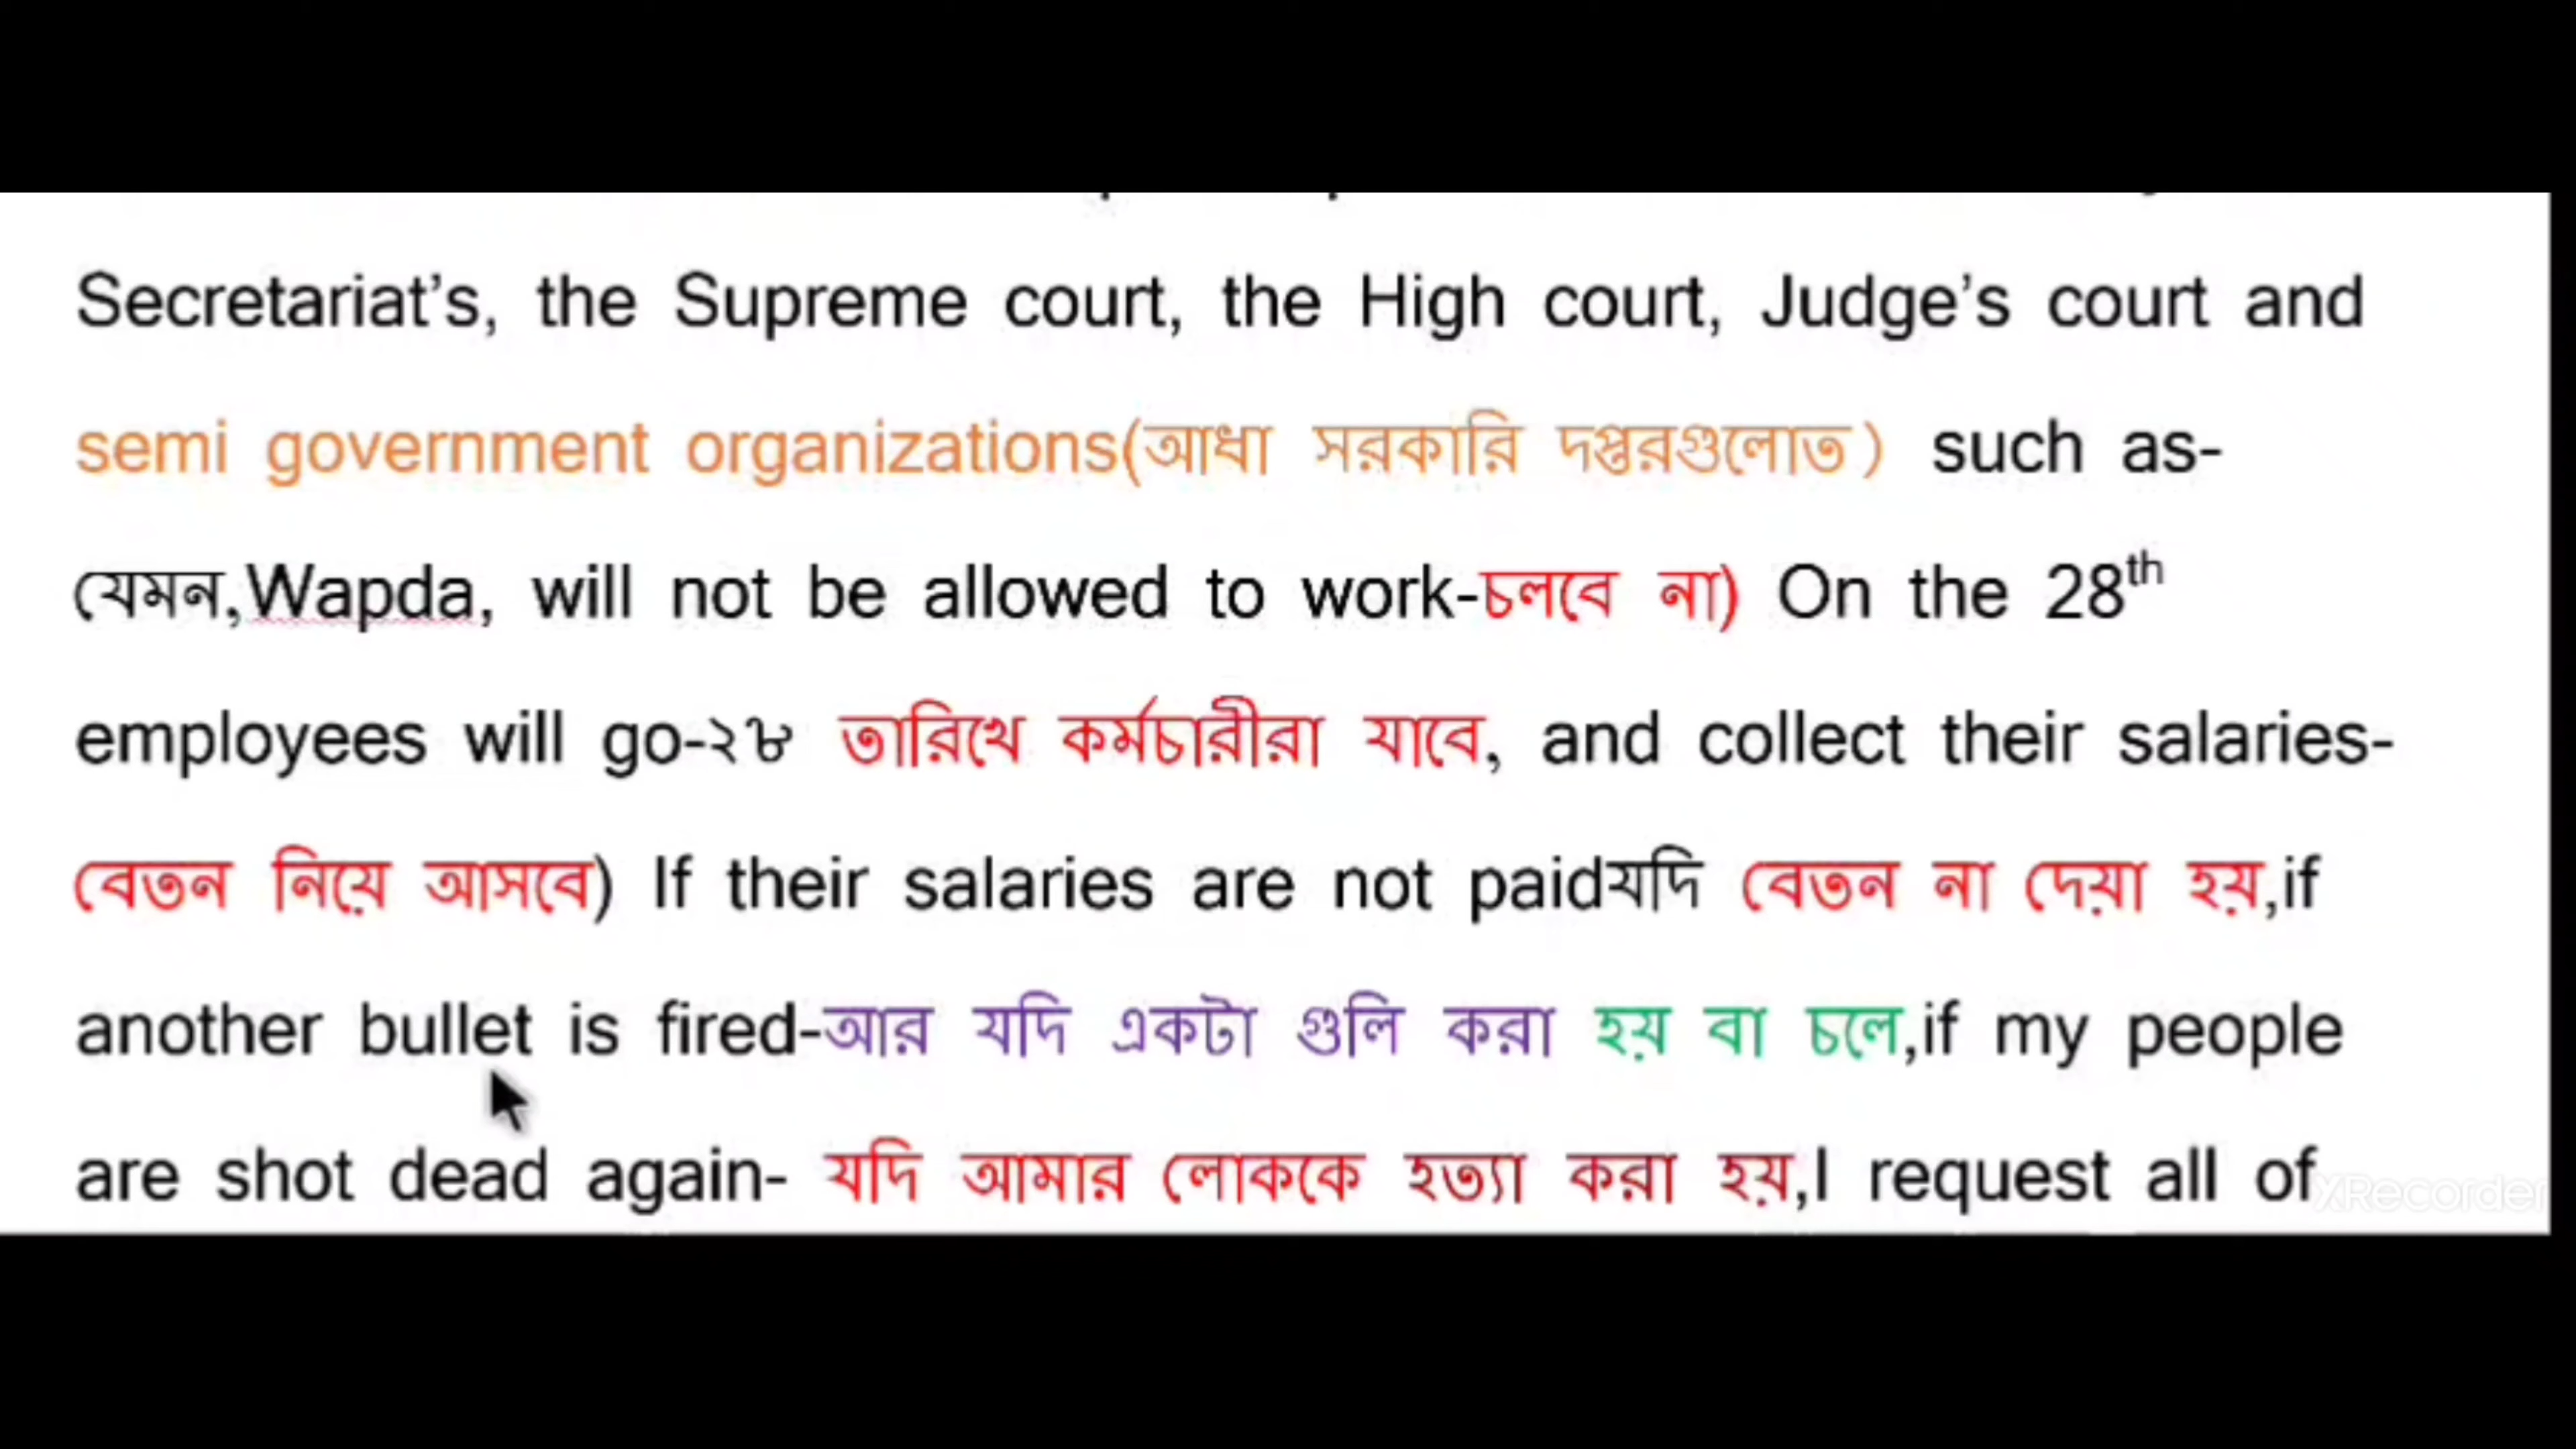 Secretariat’s, the Supreme court, the High court, Judge’s court and
semi government organizations(আধা সরকারি দপ্তরগুলোত) such as-
যেমন,Wapda, will not be allowed to work-চলবে না) On the 28th
employees will go-২৮ তারিখে কর্মচারীরা যাবে, and collect their salaries-
বেতন নিয়ে আসবে) If their salaries are not paidযদি বেতন না দেয়া হয়,if
another bullet is fired-আর যদি একটা গুলি করা হয় বা চলে,if my people
are shot dead again- যদি আমার লোককে হত্যা করা হয়,I request all of
XRecorder